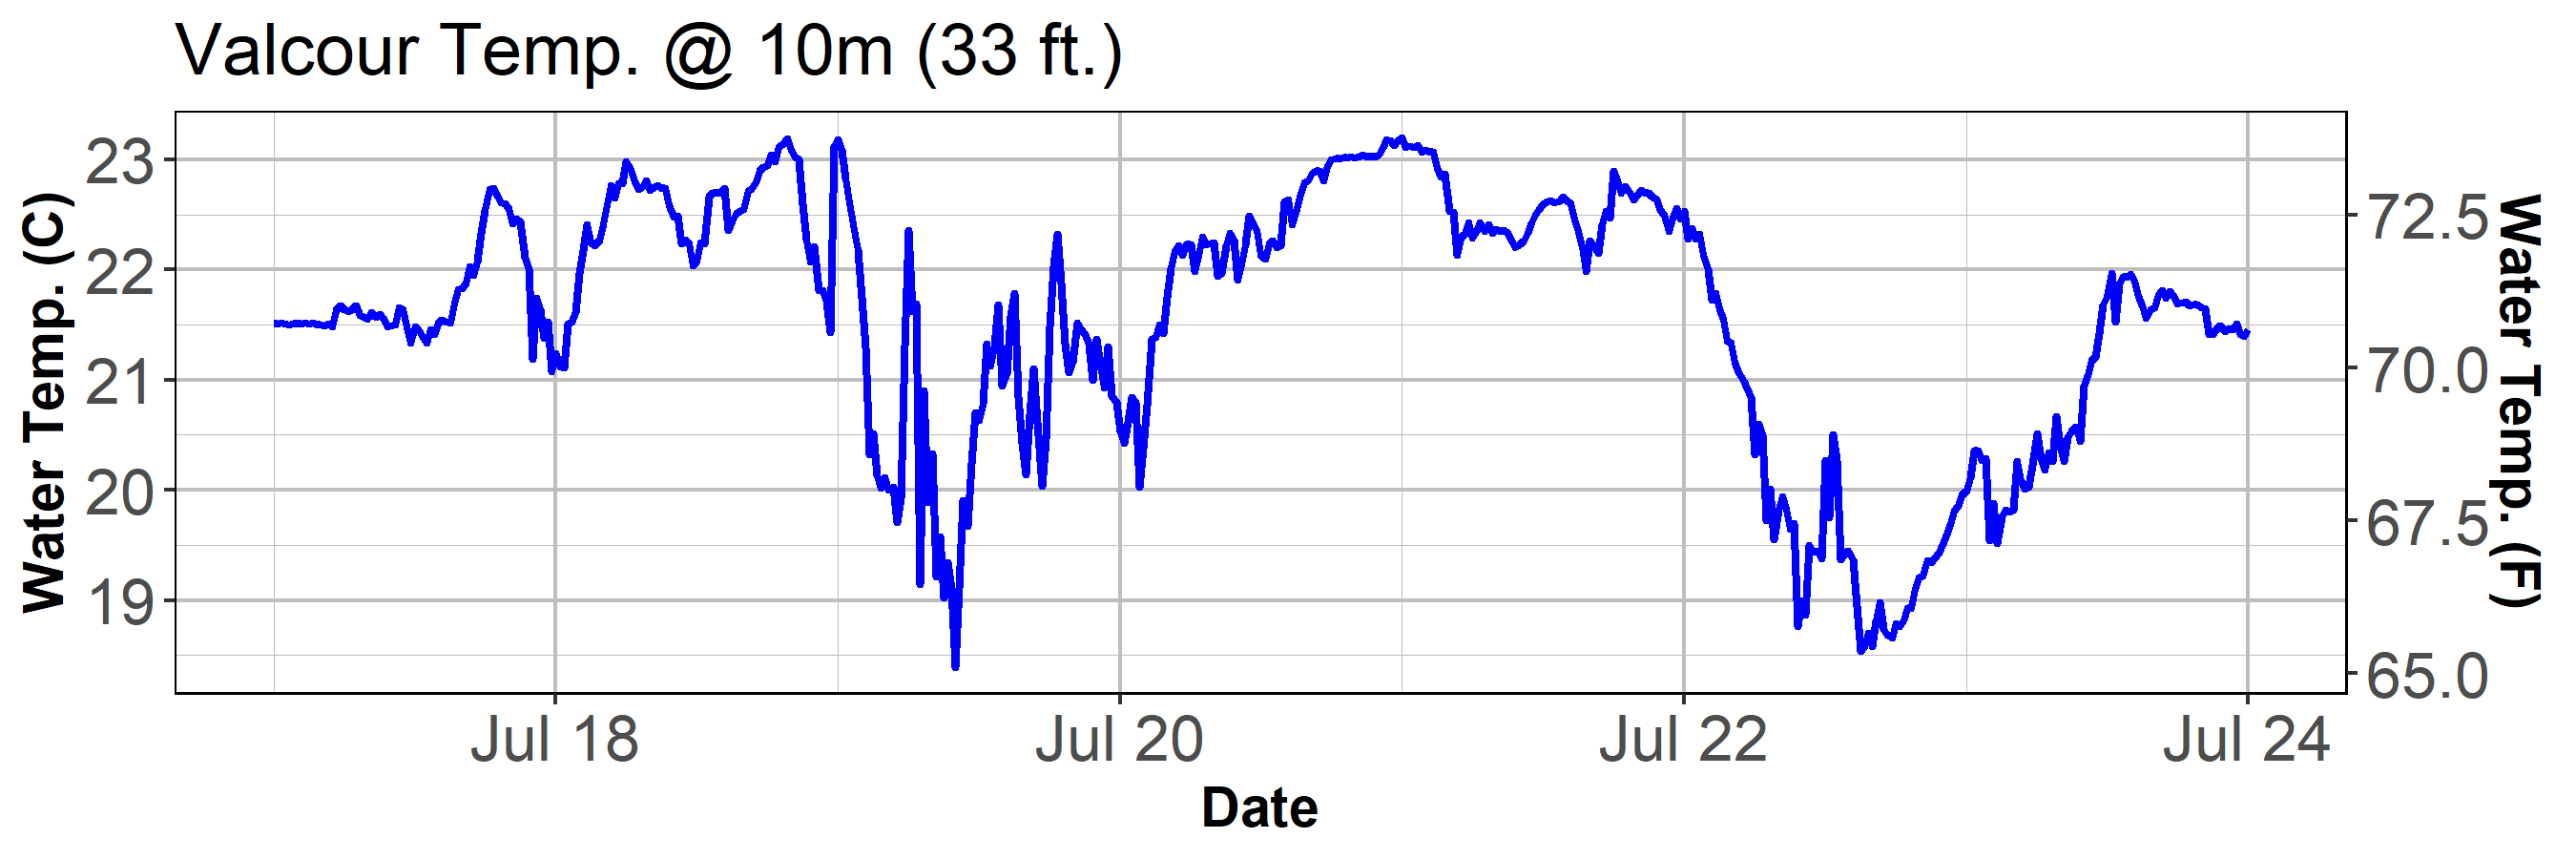 Valcour Temp. @ 10m (33 ft.)
Water Temp. (C)
23
22
21
20
19
72.5
70.0
67.5
65.0
Water Temp. (F)
Jul 18 Jul 20 Jul 22 Jul 24
Date